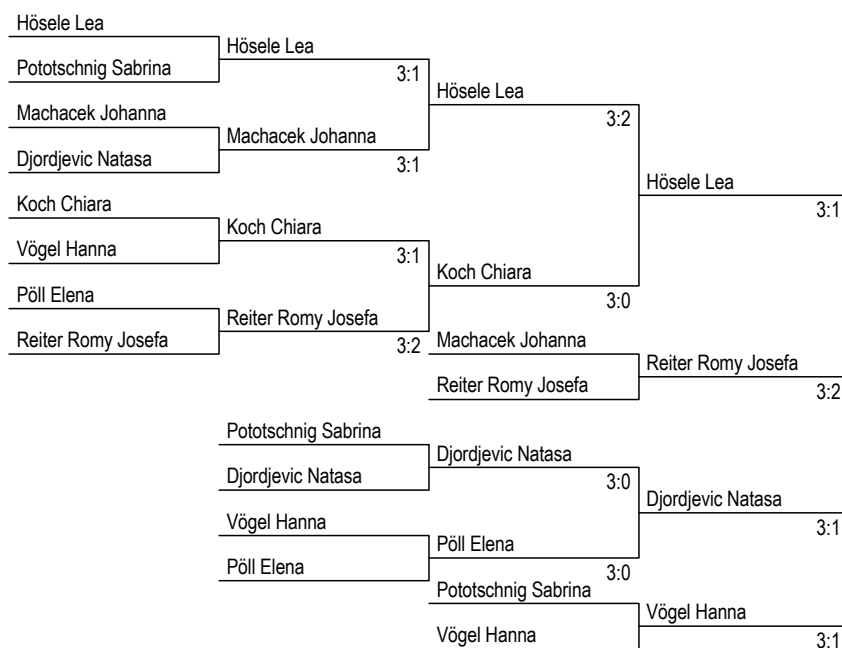 Hösele Lea
Hösele Lea
Pototschnig Sabrina
3:1
Hösele Lea
Machacek Johanna
3:2
Machacek Johanna
Djordjevic Natasa
3:1
Hösele Lea
Koch Chiara
3:1
Koch Chiara
Vögel Hanna
3:1
Koch Chiara
Pöll Elena
3:0
Reiter Romy Josefa
Reiter Romy Josefa
3:2
Machacek Johanna
Reiter Romy Josefa
Reiter Romy Josefa
3:2
Pototschnig Sabrina
Djordjevic Natasa
Djordjevic Natasa
3:0
Djordjevic Natasa
Vögel Hanna
3:1
Pöll Elena
Pöll Elena
3:0
Pototschnig Sabrina
Vögel Hanna
Vögel Hanna
3:1